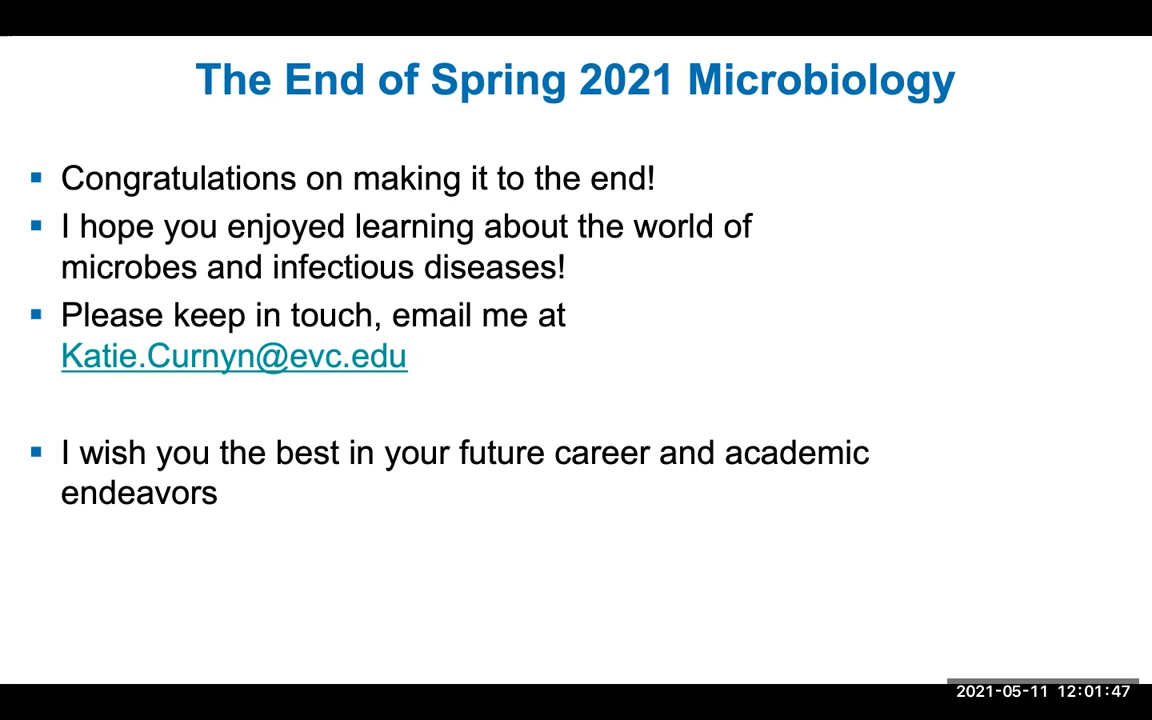 The End of Spring 2021 Microbiology
▪ Congratulations on making it to the end!
▪ I hope you enjoyed learning about the world of
microbes and infectious diseases!
▪ Please keep in touch, email me at
Katie.Curnyn@evc.edu
▪ I wish you the best in your future career and academic
endeavors
2021-05-11 12:01:47